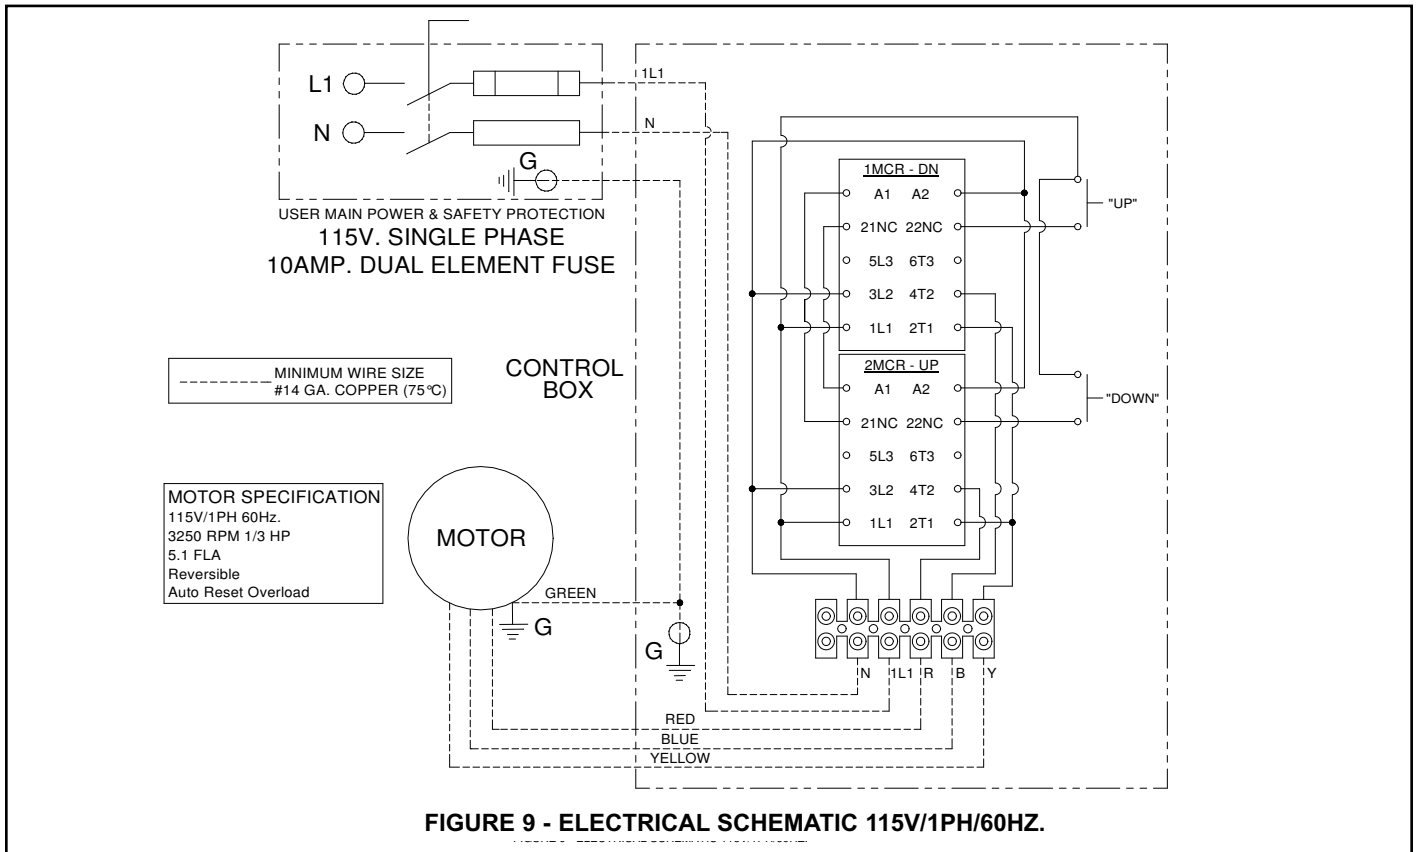 L1
1L1
N
N
G
USER MAIN POWER & SAFETY PROTECTION
115V. SINGLE PHASE
10AMP. DUAL ELEMENT FUSE
1MCR - DN
A1 A2
21NC 22NC
5L3 6T3
3L2 4T2
1L1 2T1
"UP"
2MCR - UP
A1 A2
21NC 22NC
5L3 6T3
3L2 4T2
1L1 2T1
"DOWN"
MINIMUM WIRE SIZE
#14 GA. COPPER (75°C)
CONTROL
BOX
MOTOR SPECIFICATION
115V/1PH 60Hz.
3250 RPM 1/3 HP
5.1 FLA
Reversible
Auto Reset Overload
MOTOR
GREEN
G
G
N 1L1 R B Y
RED
BLUE
YELLOW
FIGURE 9 - ELECTRICAL SCHEMATIC 115V/1PH/60HZ.